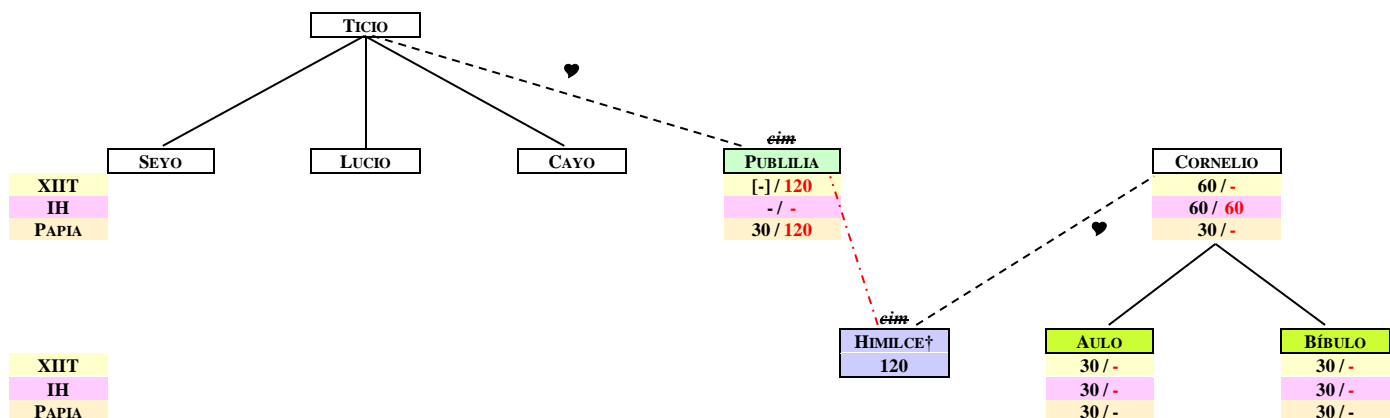 TICIO
cim
SEYO LUCIO CAYO PUBLILIA CORNELIO
XIIT [-] / 120 60 / -
IH - / - 60 / 60
PAPIA 30 / 120 30 / -
cim
HIMILCE† AULO BÍBULO
XIIT 120 30 / - 30 / -
IH 30 / - 30 / -
PAPIA 30 / - 30 / -